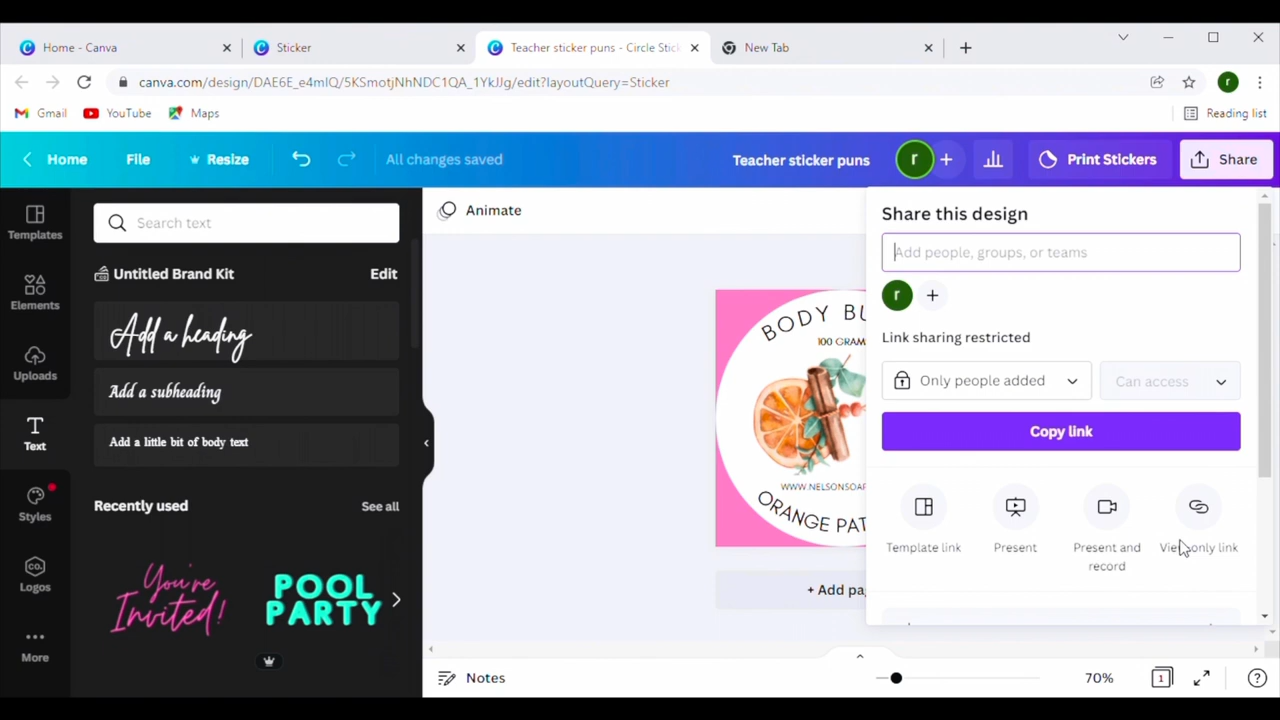 Home - Canva
Sticker
Teacher sticker puns - Circle Stick
New Tab
canva.com/design/DAE6E_e4mIQ/5KSmotjNhNDC1QA_1YkJJg/edit?layoutQuery=Sticker
r
Gmail
YouTube
Maps
Reading list
Home
File
Resize
All changes saved
Teacher sticker puns
r
Print Stickers
Share
Templates
Elements
Uploads
Text
Styles
CO.
Logos
More
Search text
Untitled Brand Kit
Edit
Add a heading
Add a subheading
Add a little bit of body text
Recently used
See all
You're
Invited!
POOL
PARTY
Animate
BODY BU
100 GRAM
WWW.NELSONSOAP
ORANGE PAT
+ Add pag
Share this design
Add people, groups, or teams
r
Link sharing restricted
Only people added
Can access
Copy link
Template link
Present
Present and
record
View-only link
Notes
70%
1